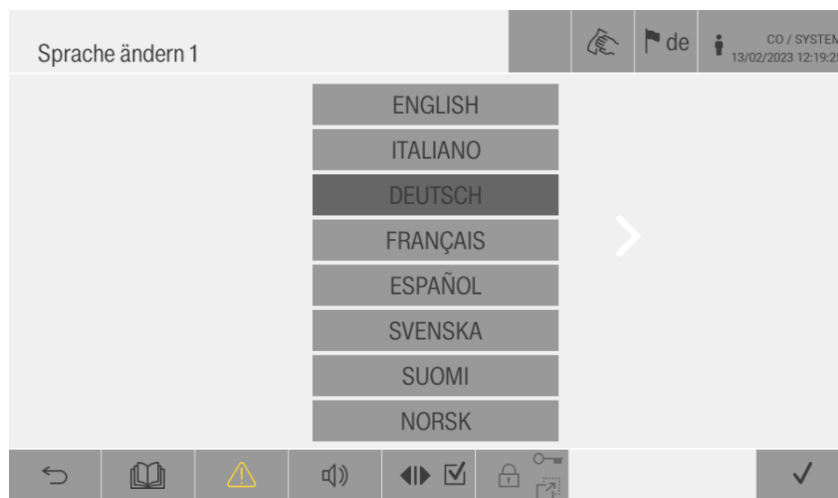 Sprache ändern 1
de
CO / SYSTEM
13/02/2023 12:19:25
ENGLISH
ITALIANO
DEUTSCH
FRANÇAIS
ESPAÑOL
SVENSKA
SUOMI
NORSK